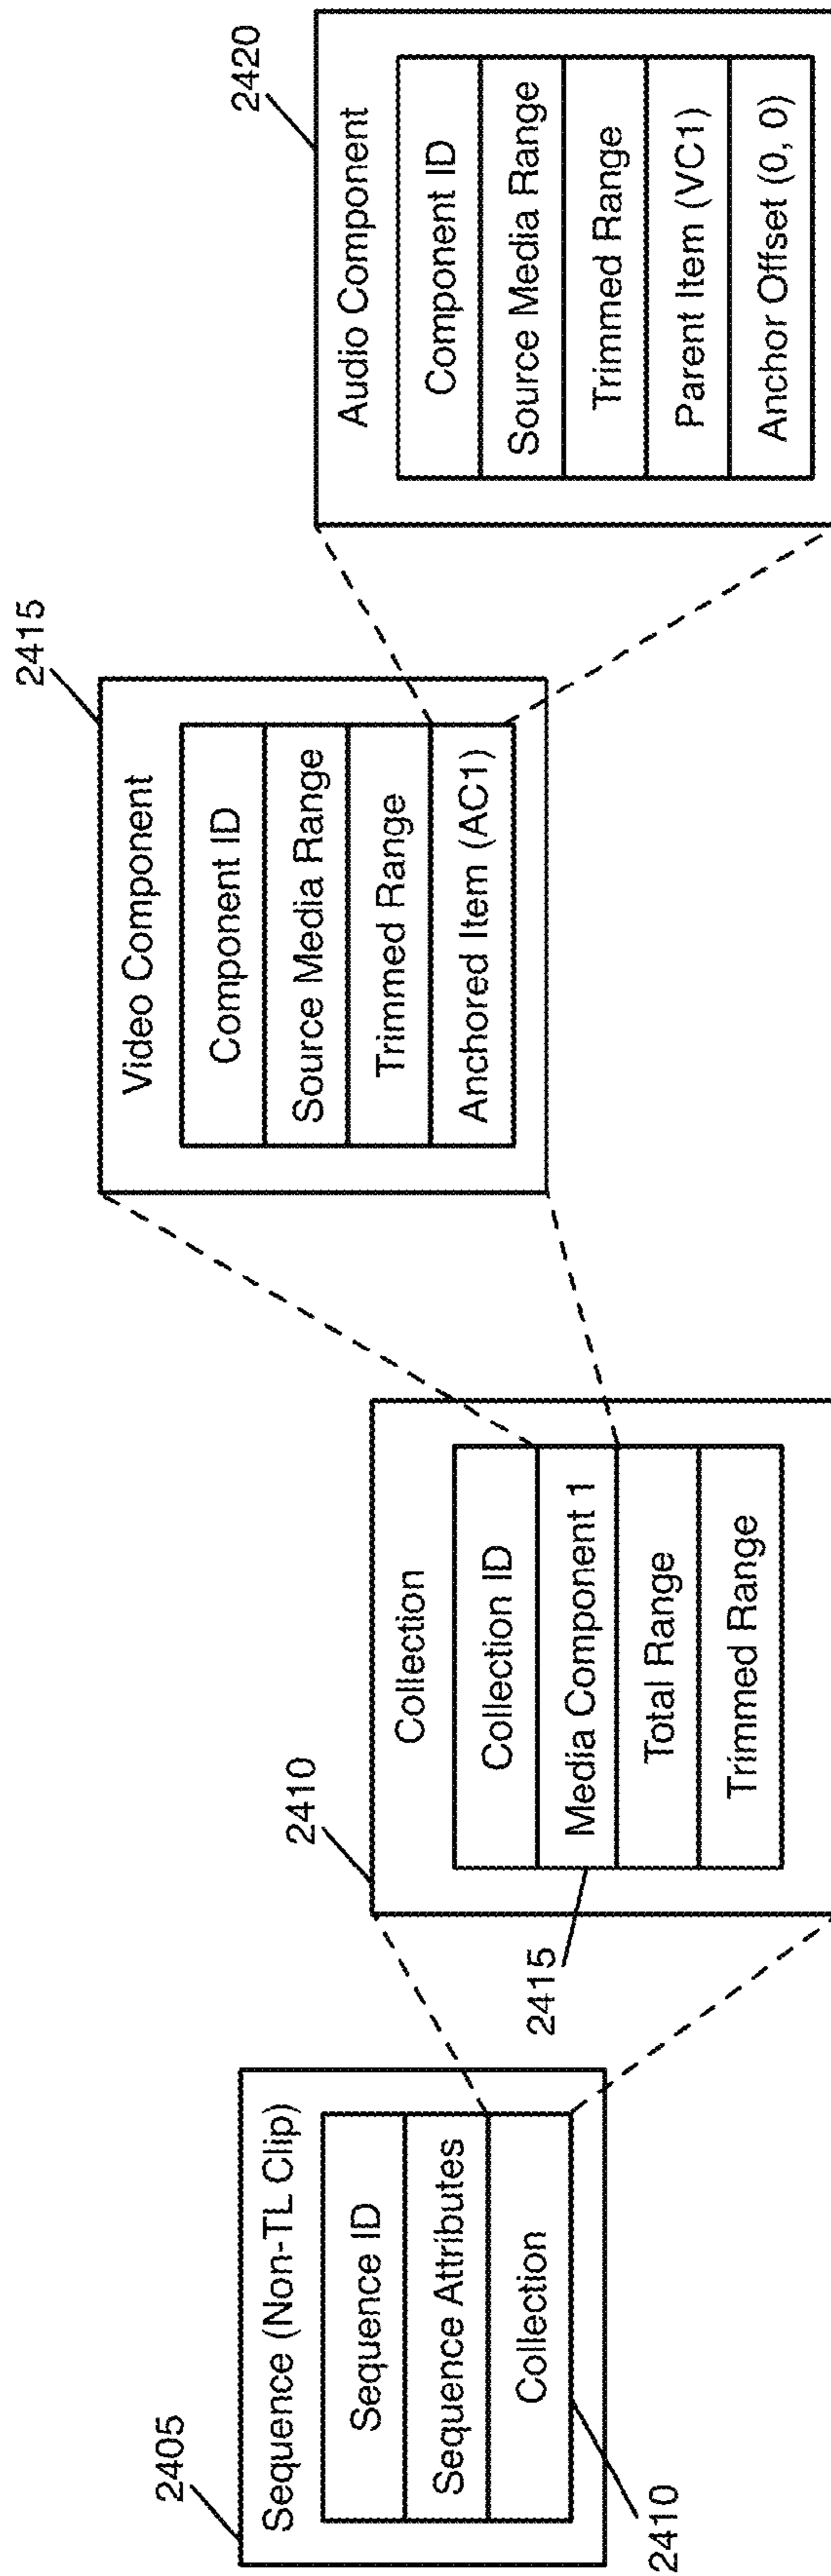 2405
Sequence (Non-TL Clip)
Sequence ID
Sequence Attributes
Collection
2410
2410
Collection
Collection ID
Media Component 1
Total Range
Trimmed Range
2415
2415
Video Component
Component ID
Source Media Range
Trimmed Range
Anchored Item (AC1)
2420
Audio Component
Component ID
Source Media Range
Trimmed Range
Parent Item (VC1)
Anchor Offset (0, 0)